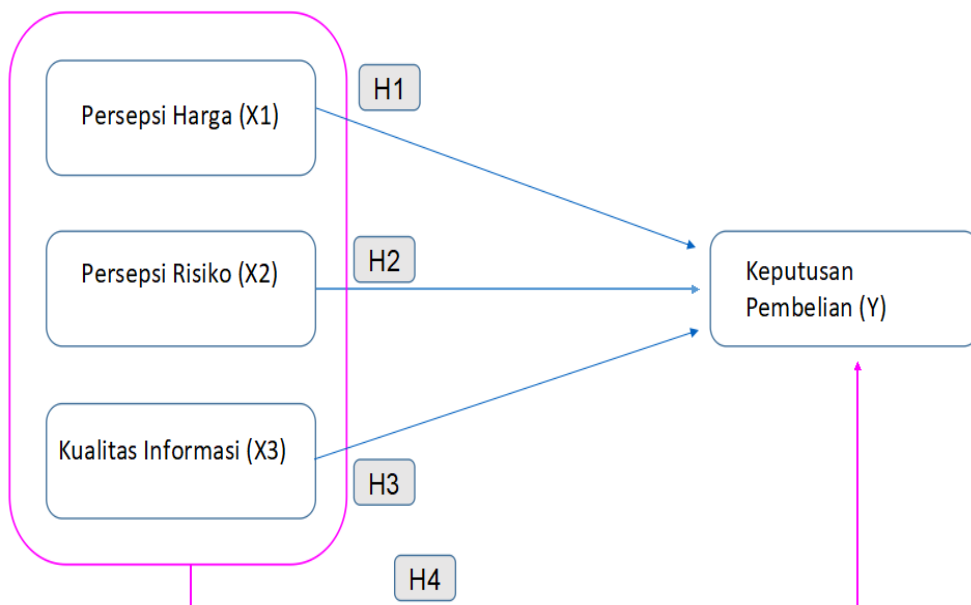 H1
Persepsi Harga (X1)
H2
Persepsi Risiko (X2)
Keputusan
Pembelian (Y)
Kualitas Informasi (X3)
H3
H4